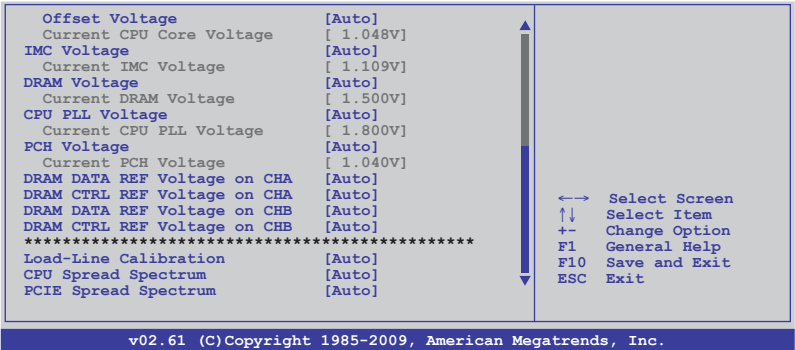 Offset Voltage [Auto]
Current CPU Core Voltage [ 1.048V]
IMC Voltage [Auto]
Current IMC Voltage [ 1.109V]
DRAM Voltage [Auto]
Current DRAM Voltage [ 1.500V]
CPU PLL Voltage [Auto]
Current CPU PLL Voltage [ 1.800V]
PCH Voltage [Auto]
Current PCH Voltage [ 1.040V]
DRAM DATA REF Voltage on CHA [Auto]
DRAM CTRL REF Voltage on CHA [Auto]
DRAM DATA REF Voltage on CHB [Auto]
DRAM CTRL REF Voltage on CHB [Auto]
***********************************************
Load-Line Calibration [Auto]
CPU Spread Spectrum [Auto]
PCIE Spread Spectrum [Auto]
←→ Select Screen
↑↓ Select Item
+- Change Option
F1 General Help
F10 Save and Exit
ESC Exit
v02.61 (C)Copyright 1985-2009, American Megatrends, Inc.